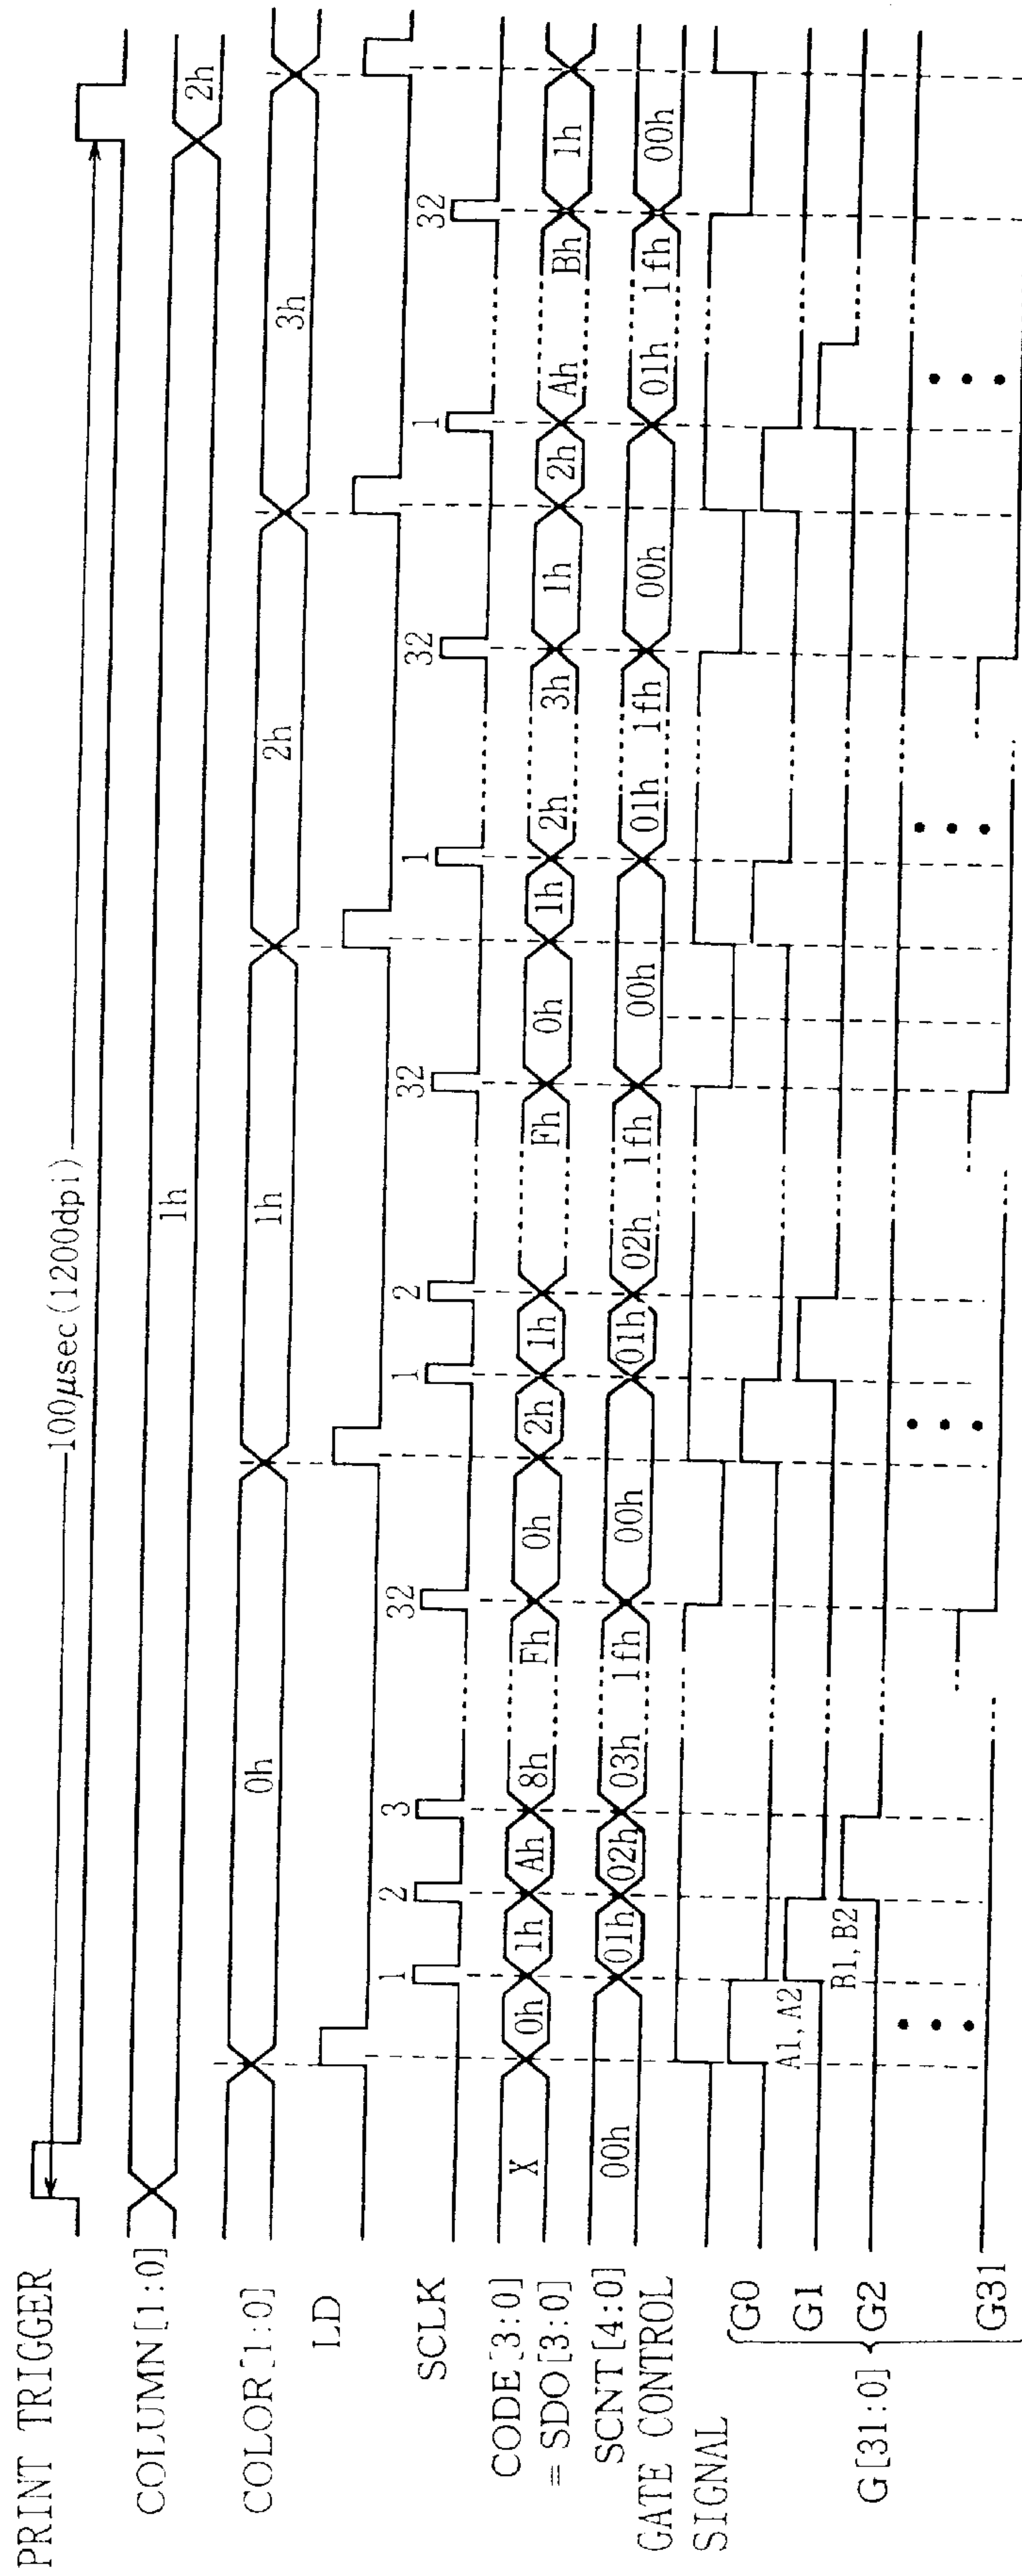 PRINT TRIGGER
100μsec(1200dpi)
COLUMN[1:0]
1h 2h
COLOR[1:0]
0h 1h 2h 3h
LD
SCLK
1 2 3 32 1 2 32 1 32 1 32
CODE[3:0]
= SDO[3:0]
X 0h 1h Ah 8h Fh 0h 2h 1h Fh 0h 1h 2h 3h 1h 2h Ah Bh 1h
SCNT[4:0]
00h 01h 02h 03h 1fh 00h 01h 02h 1fh 00h 01h 1fh 00h 01h 1fh 00h
GATE CONTROL
SIGNAL
G[31:0]
G0
A1, A2
G1
B1, B2
G2
G31